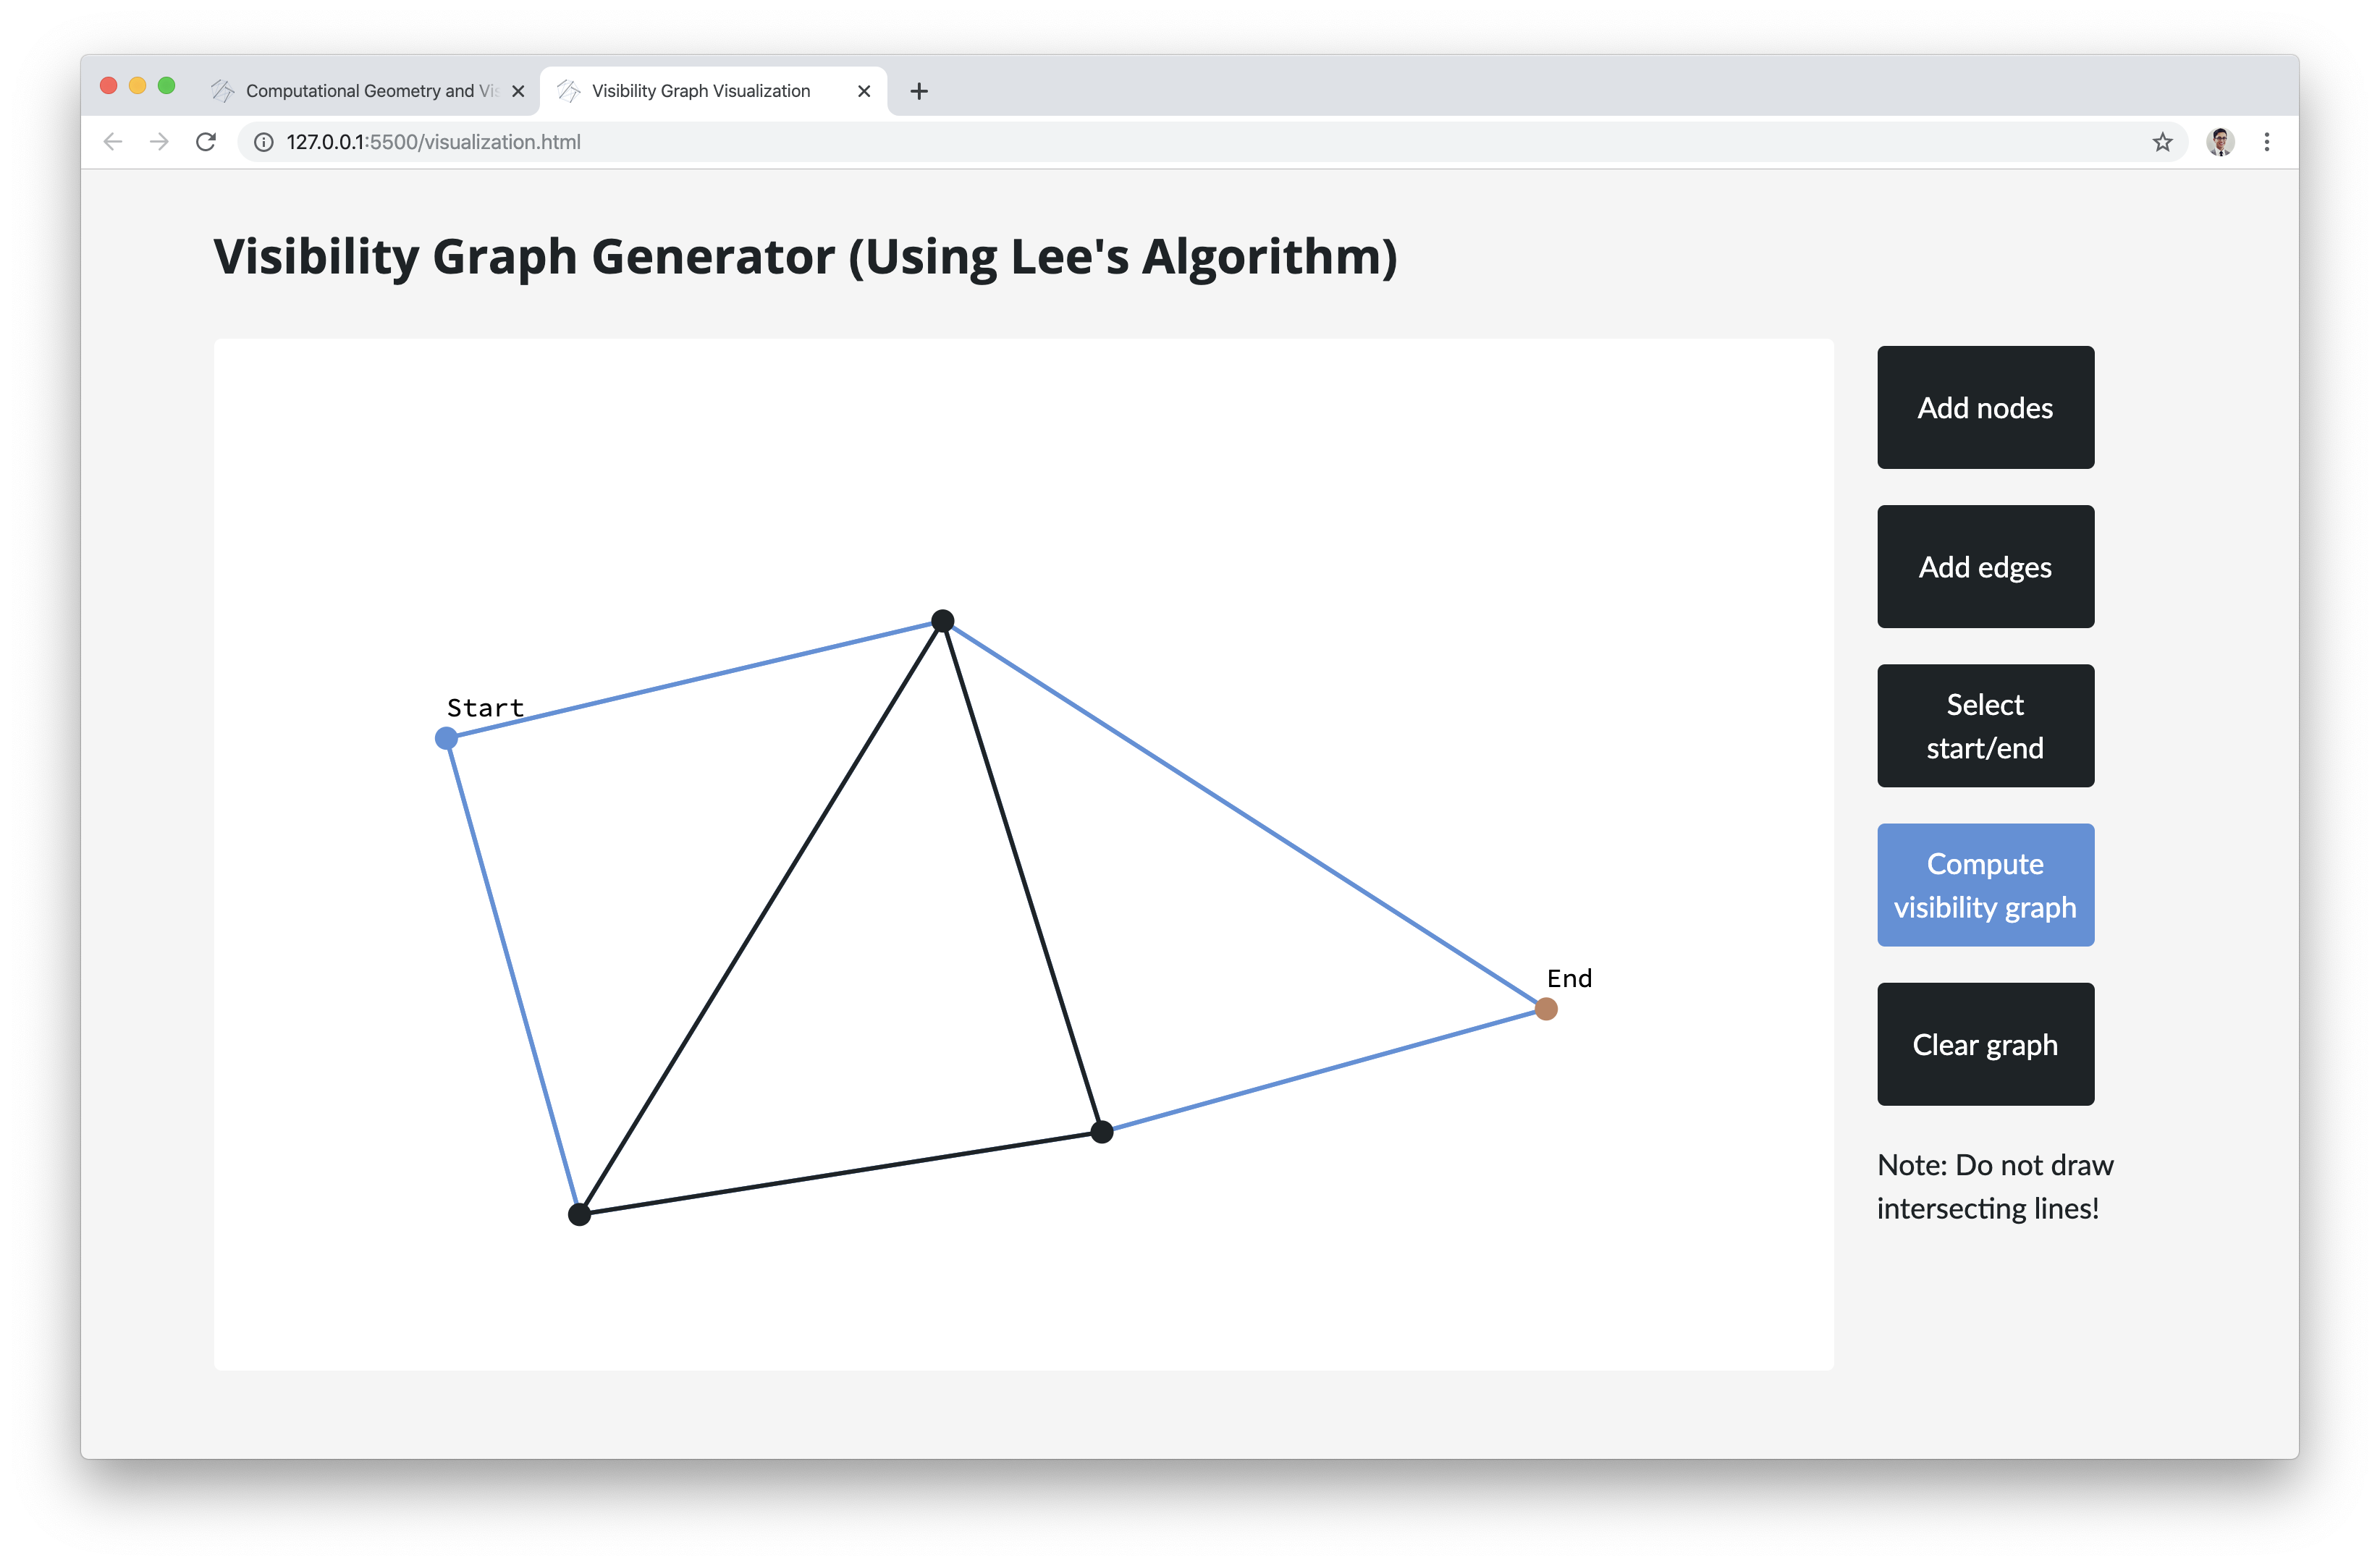 Computational Geometry and Vis
Visibility Graph Visualization
127.0.0.1:5500/visualization.html
Visibility Graph Generator (Using Lee's Algorithm)
Start
End
Add nodes
Add edges
Select
start/end
Compute
visibility graph
Clear graph
Note: Do not draw
intersecting lines!